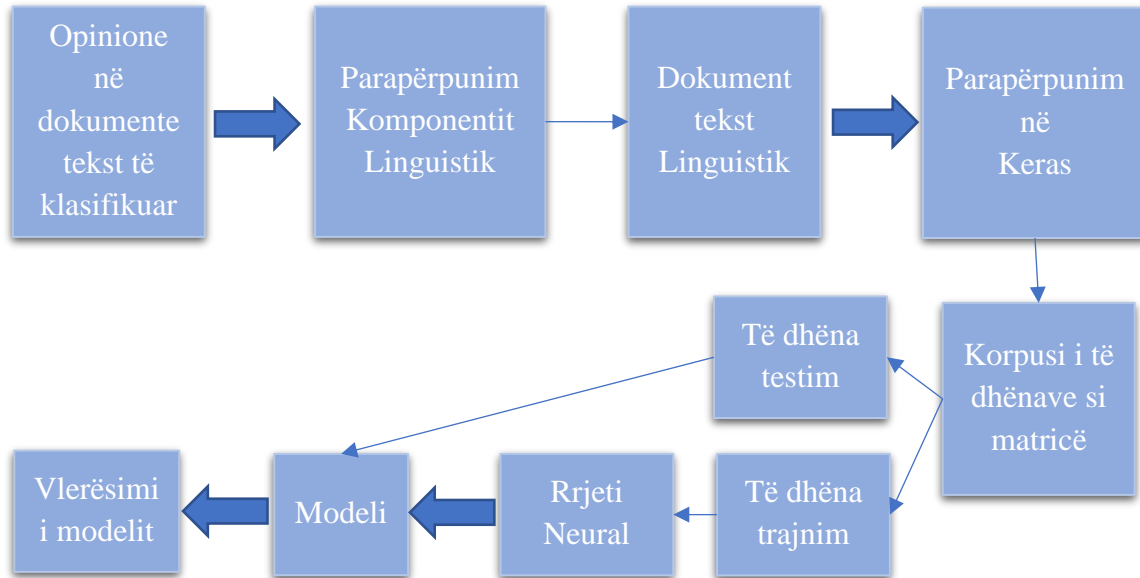 Opinione
në
dokumente
tekst të
klasifikuar
Parapërpunim
Komponentit
Linguistik
Dokument
tekst
Linguistik
Parapërpunim
në
Keras
Të dhëna
testim
Korpusi i të
dhënave si
matricë
Vlerësimi
i modelit
Modeli
Rrjeti
Neural
Të dhëna
trajnim